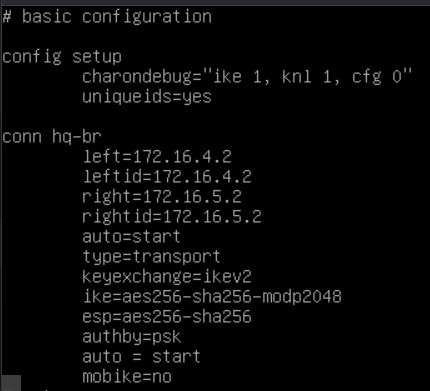 # basic configuration
config setup
charondebug="ike 1, knl 1, cfg 0"
uniqueids=yes
conn hq-br
left=172.16.4.2
leftid=172.16.4.2
right=172.16.5.2
rightid=172.16.5.2
auto=start
type=transport
keyexchange=ikev2
ike=aes256-sha256-modp2048
esp=aes256-sha256
authby=psk
auto = start
mobike=no